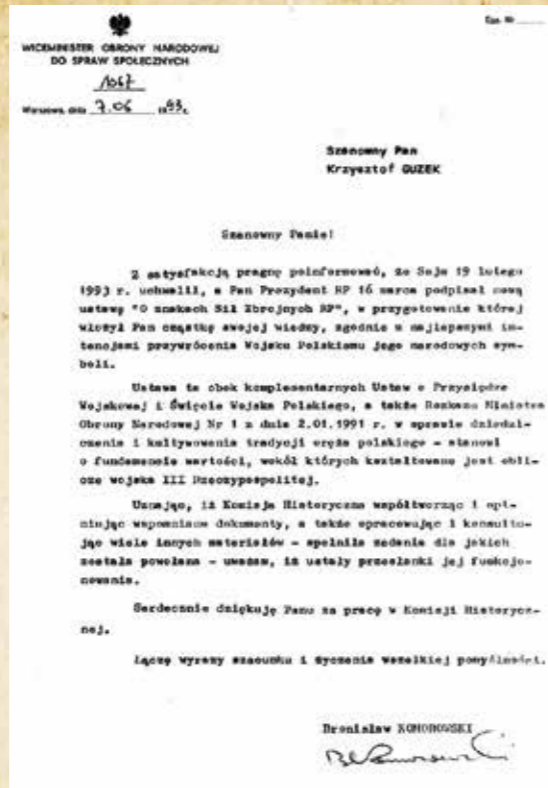 Egz. Nr
WICEMINISTER OBRONY NARODOWEJ
DO SPRAW SPOŁECZNYCH
1067
Warszawa, dnia 7.06 1993r.
Szanowny Pan
Krzysztof GUZEK
Szanowny Panie!
Z satysfakcją pragnę poinformować, że Sejm 19 lutego
1993 r. uchwalił, a Pan Prezydent RP 16 marca podpisał nową
ustawę "O znakach Sił Zbrojnych RP", w przygotowanie której
włożył Pan cząstkę swojej wiedzy, zgodnie z najlepszymi in-
tencjami przywrócenia Wojsku Polskiemu jego narodowych sym-
boli.
Ustawa ta obok komplementarnych Ustaw o Przysiędze
Wojskowej i Święcie Wojska Polskiego, a także Rozkazu Ministra
Obrony Narodowej Nr 1 z dnia 2.01.1991 r. w sprawie dziedzi-
czenia i kultywowania tradycji oręża polskiego - stanowi
o fundamencie wartości, wokół których kształtowane jest obli-
cze wojska III Rzeczypospolitej.
Uznając, iż Komisja Historyczna współtworząc i opi-
niując wspomniane dokumenty, a także opracowując i konsultu-
jąc wiele innych materiałów - spełniła zadania dla jakich
została powołana - uważam, iż ustały przesłanki jej funkcjo-
nowania.
Serdecznie dziękuję Panu za pracę w Komisji Historycz-
nej.
Łączę wyrazy szacunku i życzenia wszelkiej pomyślności.
Bronisław KOMOROWSKI